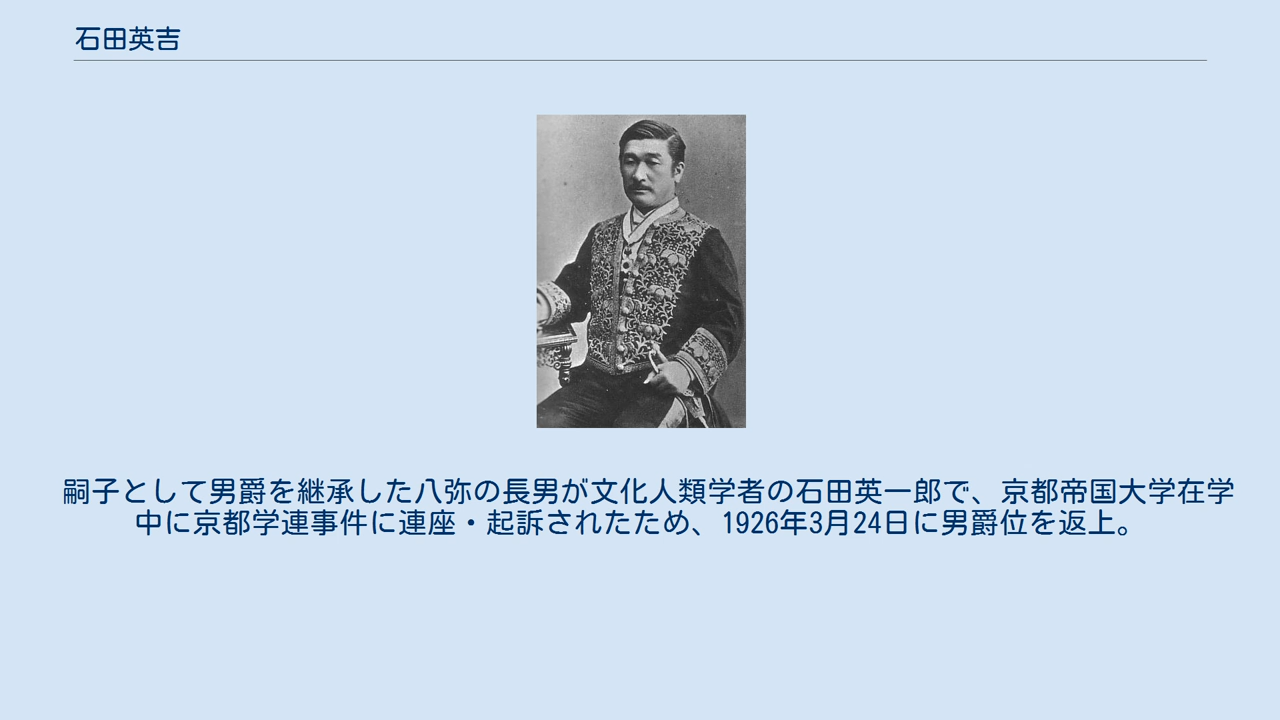 石田英吉
嗣子として男爵を継承した八弥の長男が文化人類学者の石田英一郎で、京都帝国大学在学
中に京都学連事件に連座・起訴されたため、1926年3月24日に男爵位を返上。